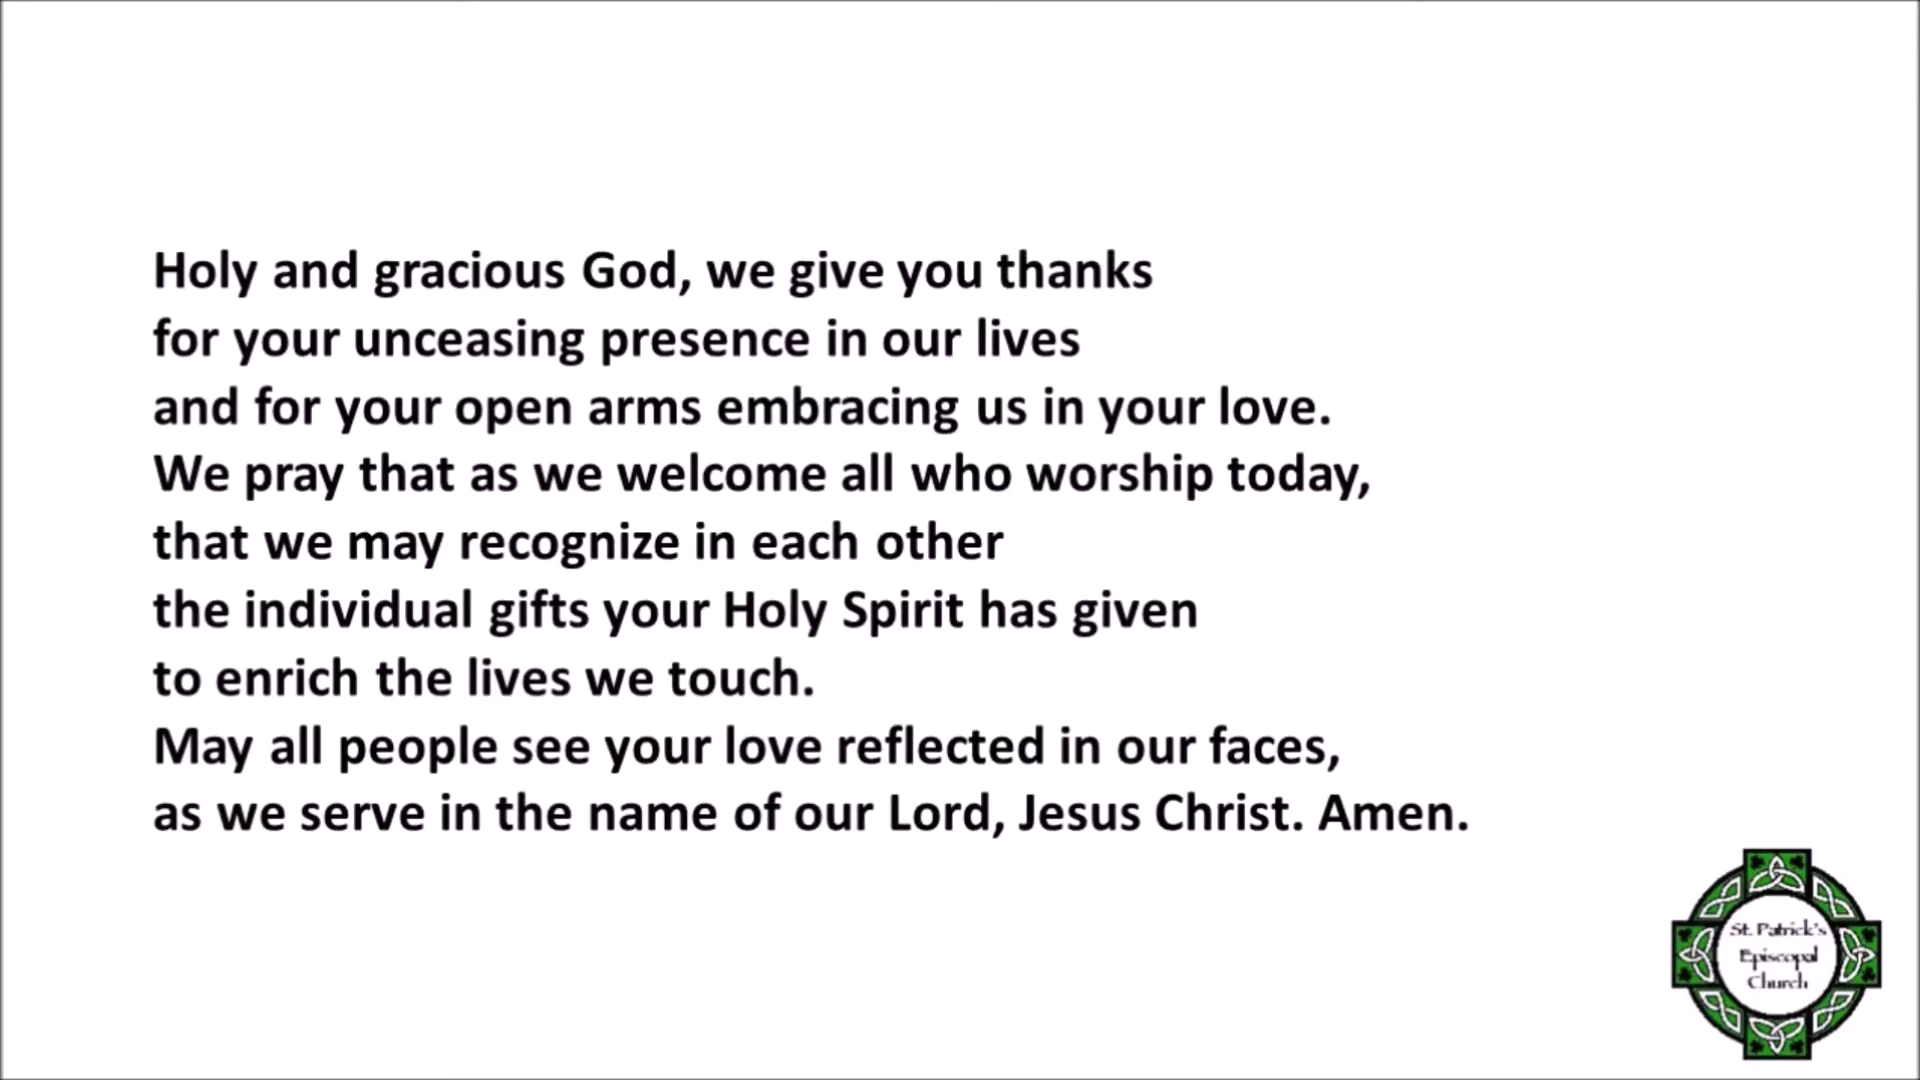 Holy and gracious God, we give you thanks
for your unceasing presence in our lives
and for your open arms embracing us in your love.
We pray that as we welcome all who worship today,
that we may recognize in each other
the individual gifts your Holy Spirit has given
to enrich the lives we touch.
May all people see your love reflected in our faces,
as we serve in the name of our Lord, Jesus Christ. Amen.
St. Patrick's
Episcopal
Church